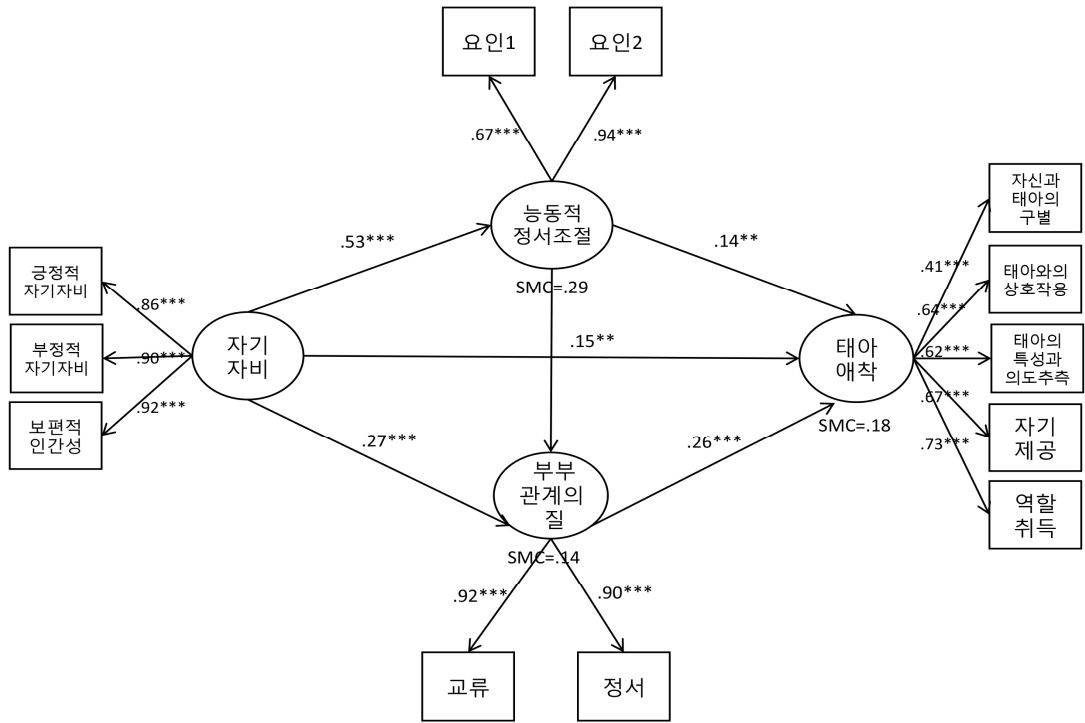 요인1
요인2
.67***
.94***
능동적
정서조절
SMC=.29
.53***
.14**
긍정적
자기자비
부정적
자기자비
보편적
인간성
.86***
.90***
.92***
자기
자비
.15**
태아
애착
SMC=.18
.27***
.26***
부부
관계의
질
SMC=.14
.92***
.90***
교류
정서
.41***
.64***
.62***
.67***
.73***
자신과
태아의
구별
태아와의
상호작용
태아의
특성과
의도추측
자기
제공
역할
취득